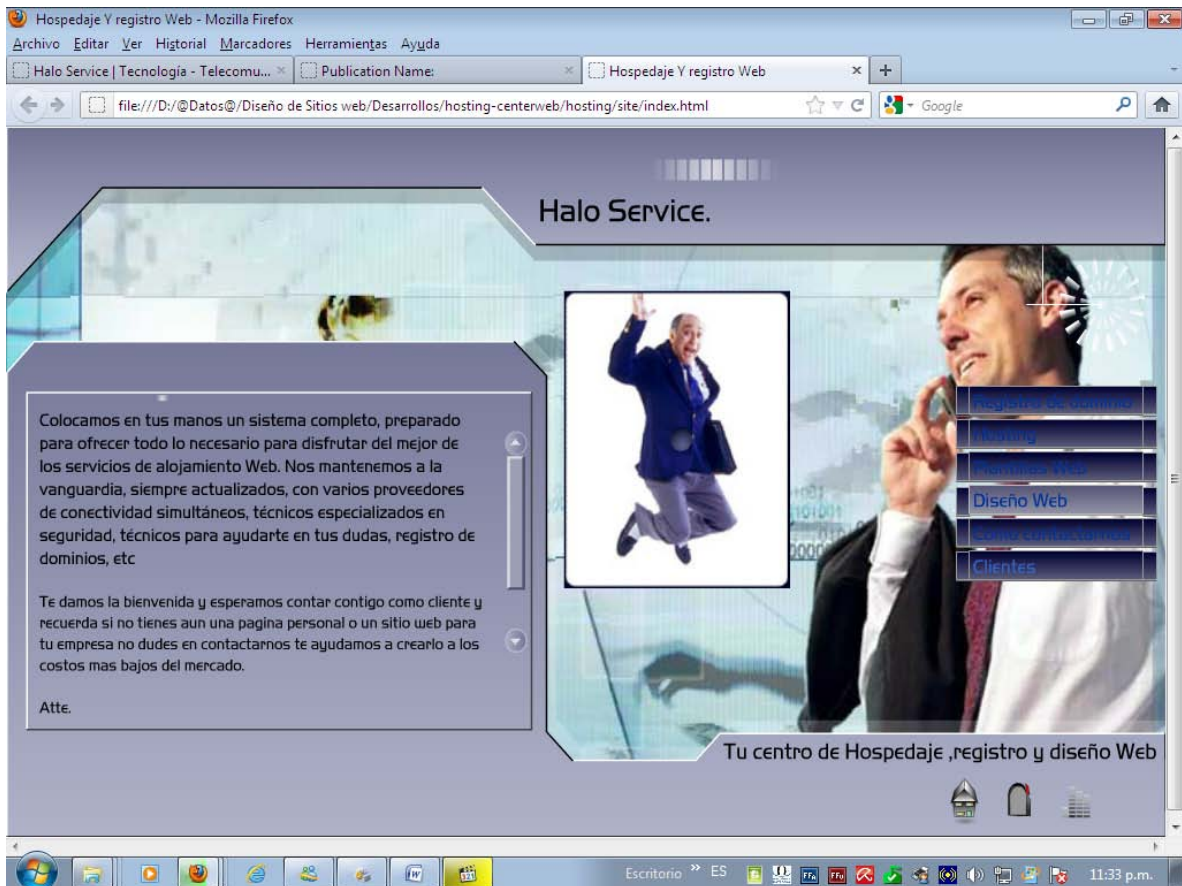 Hospedaje Y registro Web - Mozilla Firefox
Archivo Editar Ver Historial Marcadores Herramientas Ayuda
Halo Service | Tecnología - Telecomu...
Publication Name:
Hospedaje Y registro Web
file:///D:/@Datos@/Diseño de Sitios web/Desarrollos/hosting-centerweb/hosting/site/index.html
Google
Halo Service.
Colocamos en tus manos un sistema completo, preparado
para ofrecer todo lo necesario para disfrutar del mejor de
los servicios de alojamiento Web. Nos mantenemos a la
vanguardia, siempre actualizados, con varios proveedores
de conectividad simultáneos, técnicos especializados en
seguridad, técnicos para ayudarte en tus dudas, registro de
dominios, etc
Te damos la bienvenida y esperamos contar contigo como cliente y
recuerda si no tienes aun una pagina personal o un sitio web para
tu empresa no dudes en contactarnos te ayudamos a crearlo a los
costos mas bajos del mercado.
Atte.
Registro de dominio
Hosting
Plantillas Web
Diseño Web
Como contactarnos
Clientes
Tu centro de Hospedaje ,registro y diseño Web
Escritorio
ES
11:33 p.m.